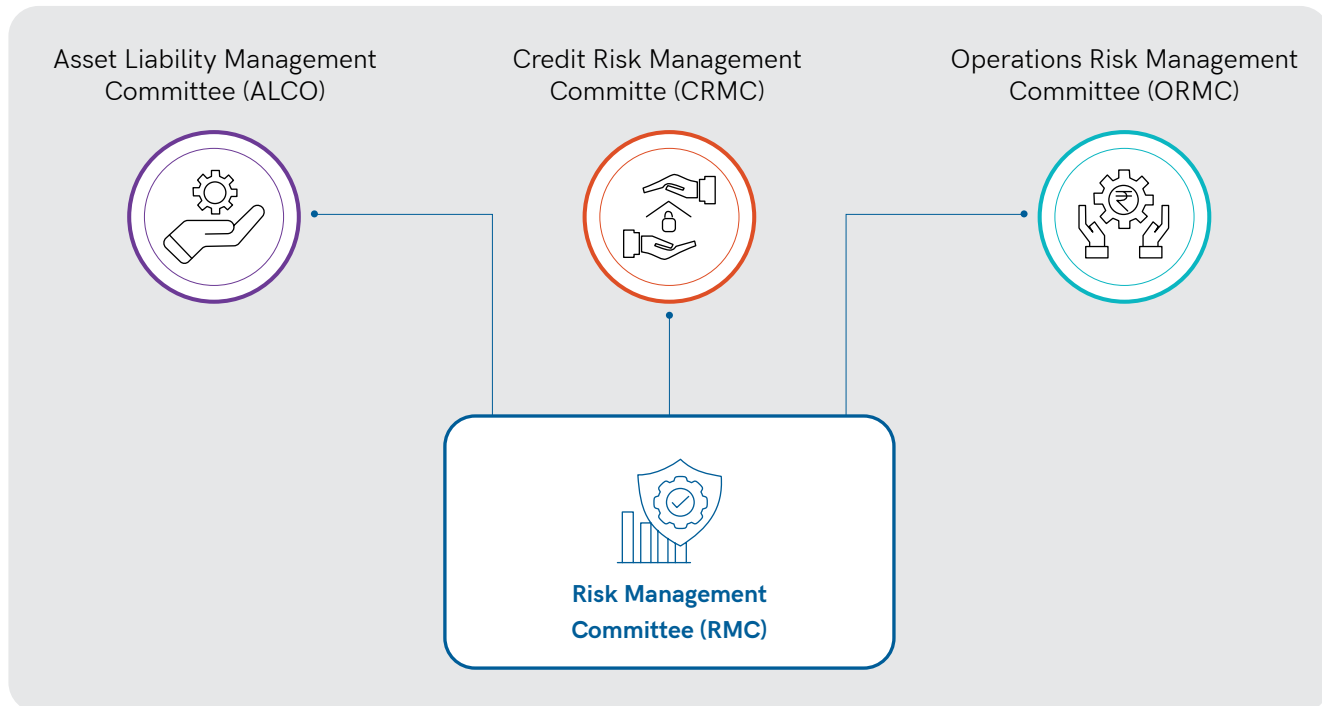 Asset Liability Management
Committee (ALCO)
Credit Risk Management
Committe (CRMC)
Operations Risk Management
Committee (ORMC)
₹
Risk Management
Committee (RMC)